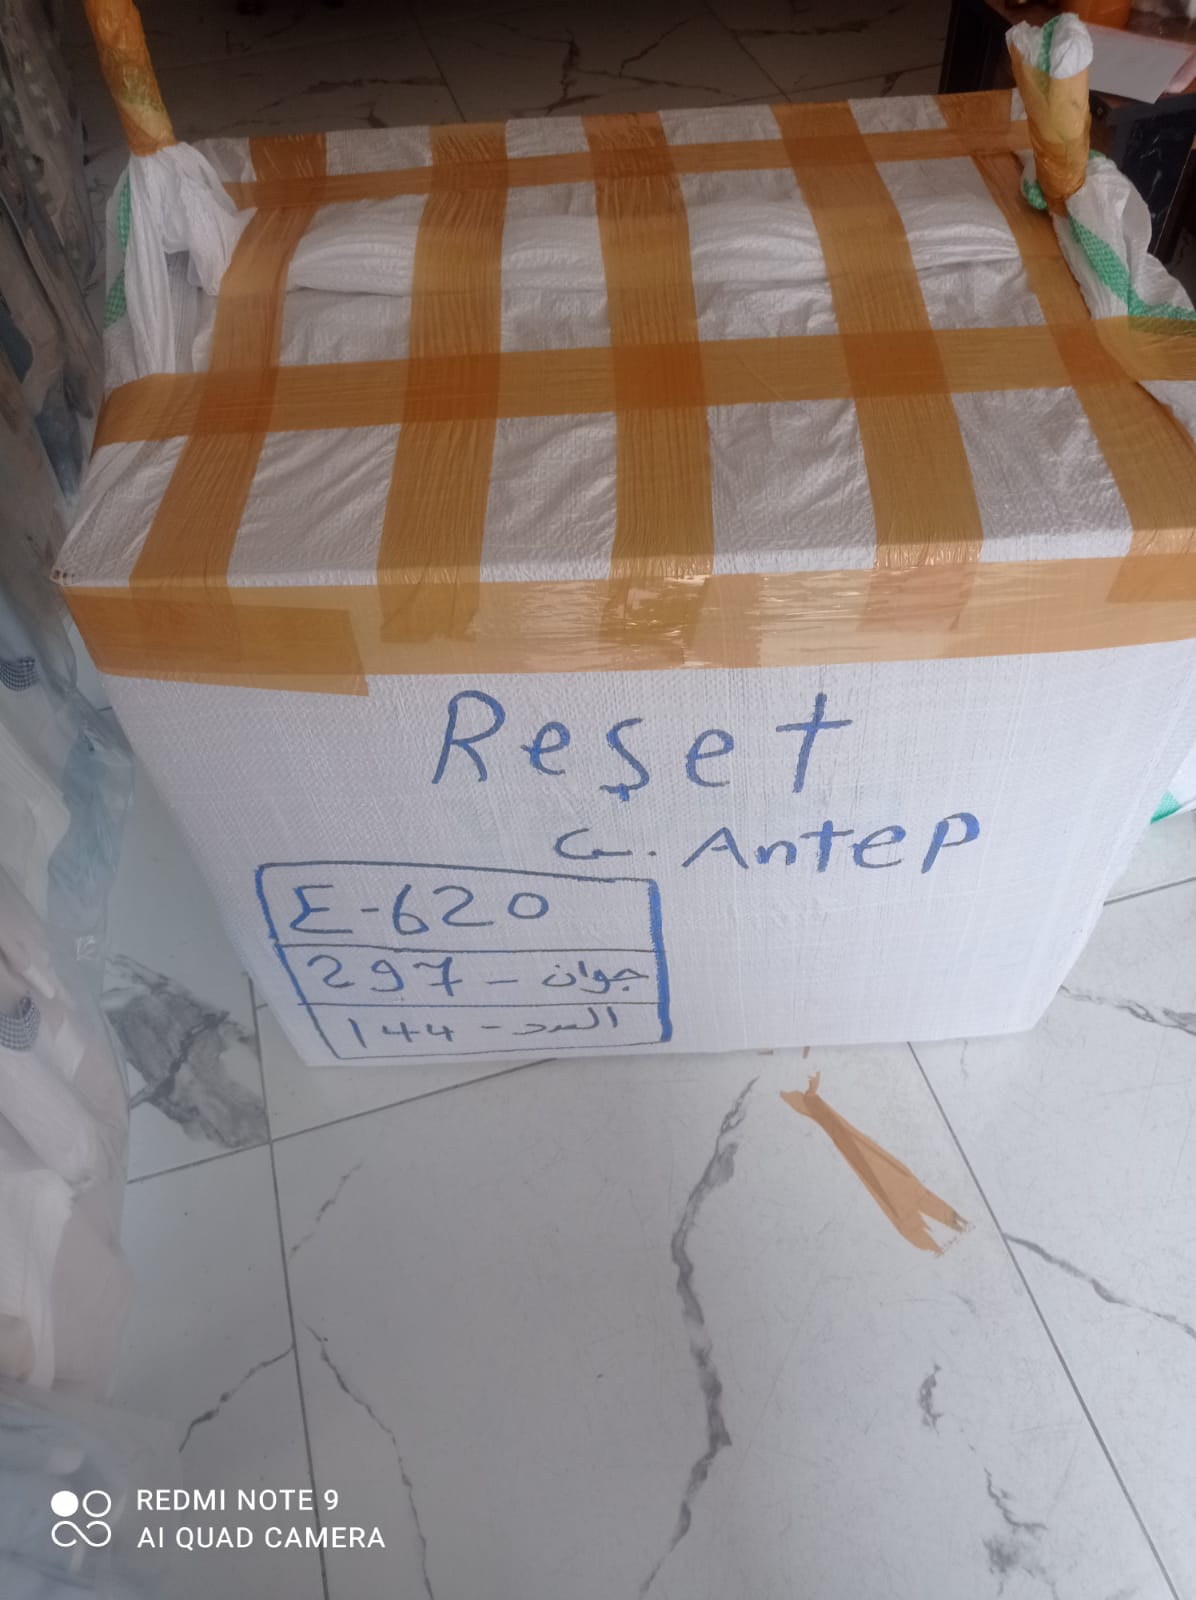 Reşet
G. Antep
E-620
جوان - 297
العدد - 144
REDMI NOTE 9
AI QUAD CAMERA